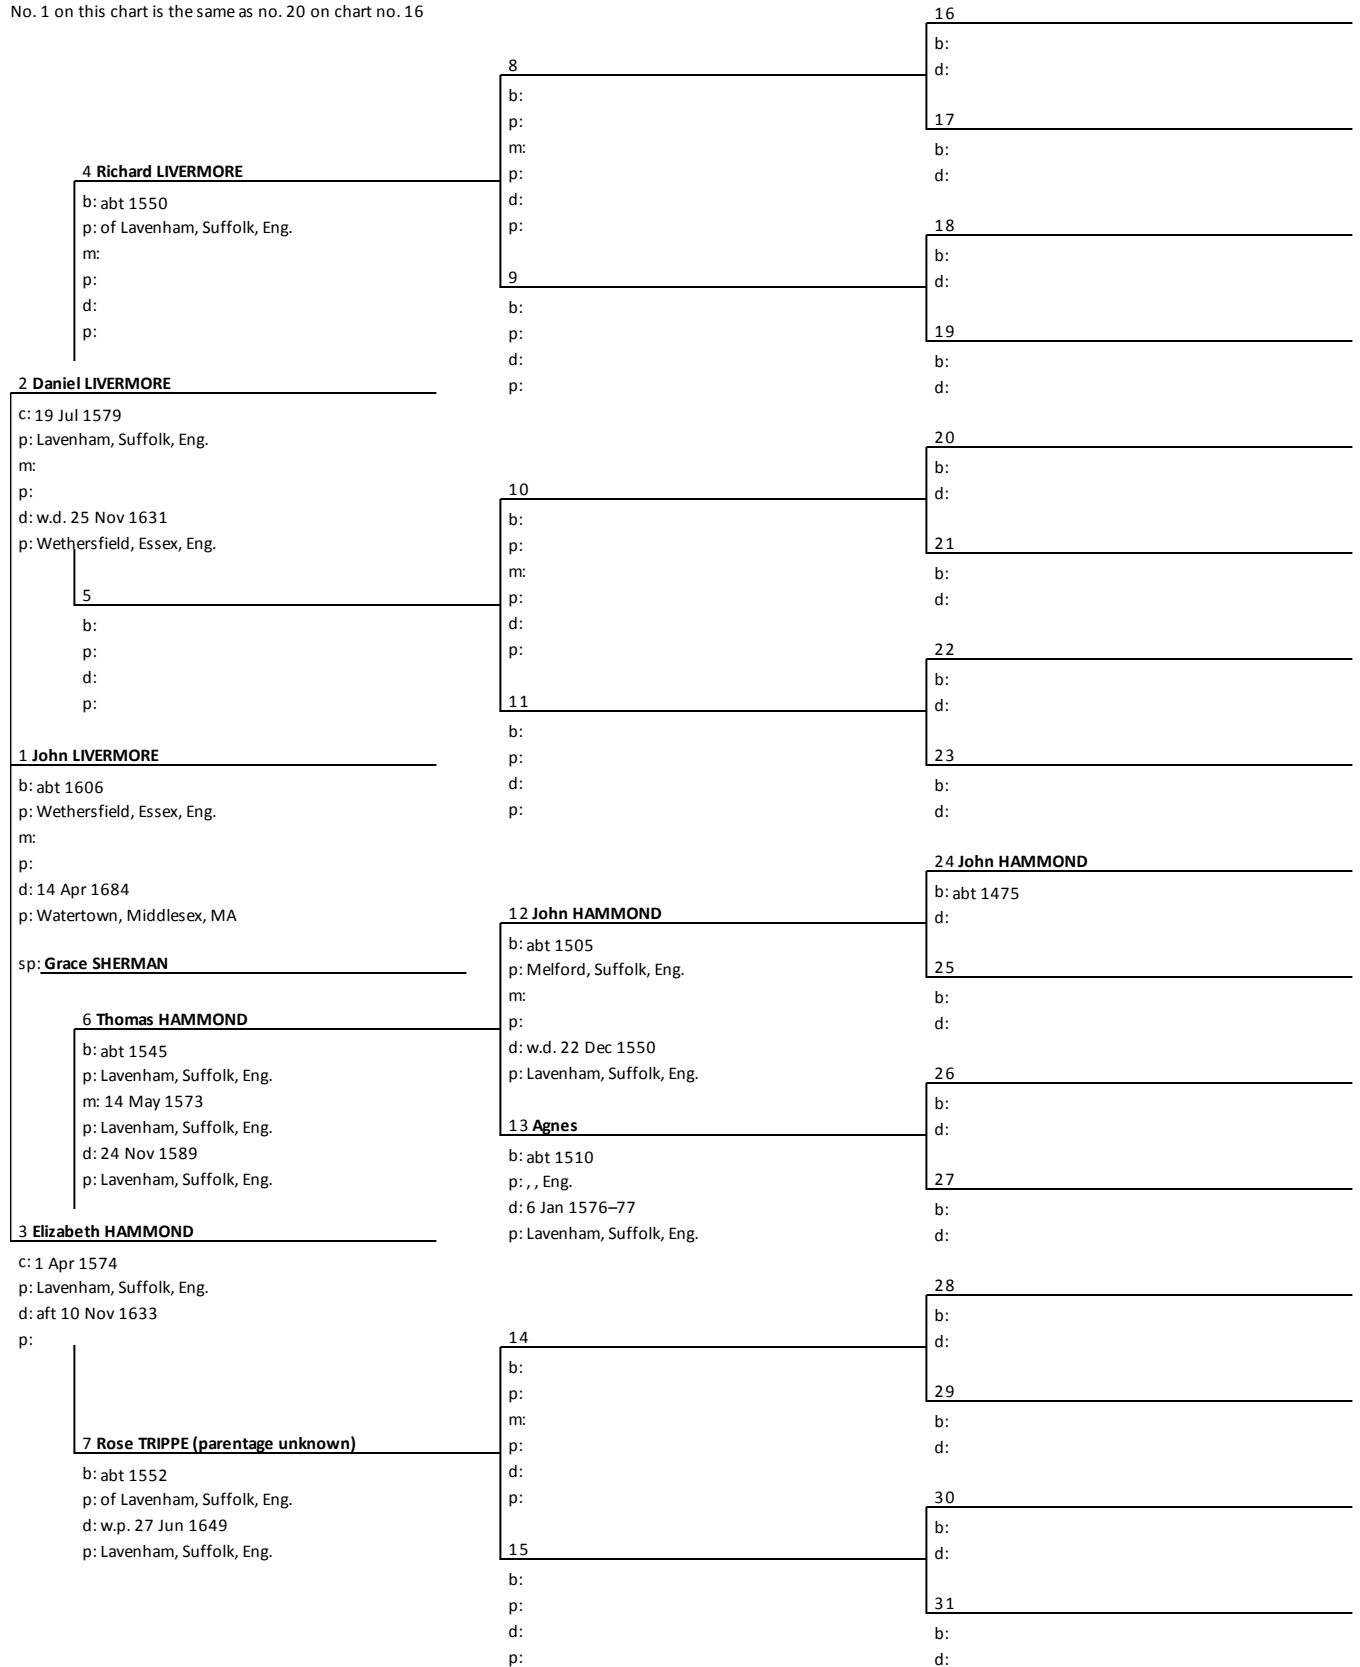 No. 1 on this chart is the same as no. 20 on chart no. 16
4 Richard LIVERMORE
b: abt 1550
p: of Lavenham, Suffolk, Eng.
m:
p:
d:
p:
2 Daniel LIVERMORE
c: 19 Jul 1579
p: Lavenham, Suffolk, Eng.
m:
p:
d: w.d. 25 Nov 1631
p: Wethersfield, Essex, Eng.
5
b:
p:
d:
p:
1 John LIVERMORE
b: abt 1606
p: Wethersfield, Essex, Eng.
m:
p:
d: 14 Apr 1684
p: Watertown, Middlesex, MA
sp: Grace SHERMAN
6 Thomas HAMMOND
b: abt 1545
p: Lavenham, Suffolk, Eng.
m: 14 May 1573
p: Lavenham, Suffolk, Eng.
d: 24 Nov 1589
p: Lavenham, Suffolk, Eng.
3 Elizabeth HAMMOND
c: 1 Apr 1574
p: Lavenham, Suffolk, Eng.
d: aft 10 Nov 1633
p:
7 Rose TRIPPE (parentage unknown)
b: abt 1552
p: of Lavenham, Suffolk, Eng.
d: w.p. 27 Jun 1649
p: Lavenham, Suffolk, Eng.
8
b:
p:
m:
p:
d:
p:
9
b:
p:
d:
p:
10
b:
p:
m:
p:
d:
p:
11
b:
p:
d:
p:
12 John HAMMOND
b: abt 1505
p: Melford, Suffolk, Eng.
m:
p:
d: w.d. 22 Dec 1550
p: Lavenham, Suffolk, Eng.
13 Agnes
b: abt 1510
p: , , Eng.
d: 6 Jan 1576–77
p: Lavenham, Suffolk, Eng.
14
b:
p:
m:
p:
d:
p:
15
b:
p:
d:
p:
16
b:
d:
17
b:
d:
18
b:
d:
19
b:
d:
20
b:
d:
21
b:
d:
22
b:
d:
23
b:
d:
24 John HAMMOND
b: abt 1475
d:
25
b:
d:
26
b:
d:
27
b:
d:
28
b:
d:
29
b:
d:
30
b:
d:
31
b:
d: